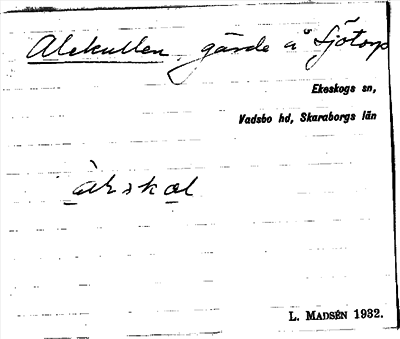 Alekullen, gärde å Sjötorp
Ekeskogs sn,
Vadsbo hd, Skaraborgs län
L. MADSÉN 1932.